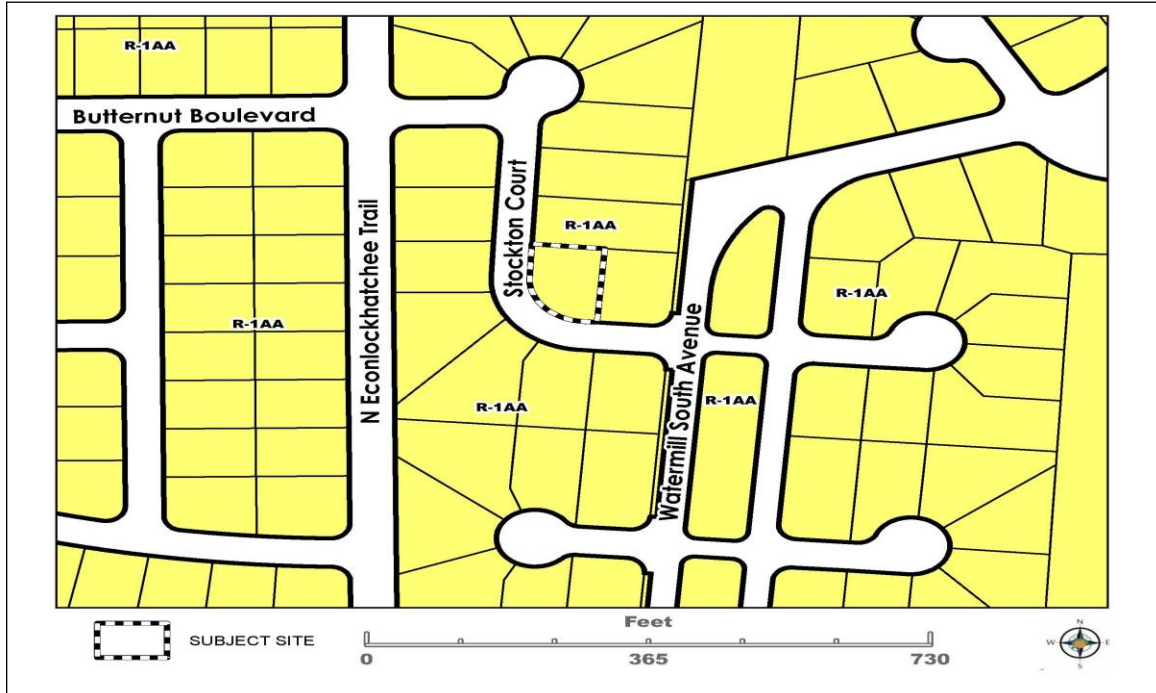 R-1AA
Butternut Boulevard
N Econlockhatchee Trail
Stockton Court
R-1AA
R-1AA
R-1AA
R-1AA
R-1AA
Watermill South Avenue
SUBJECT SITE
Feet
0 365 730
N
W E
S